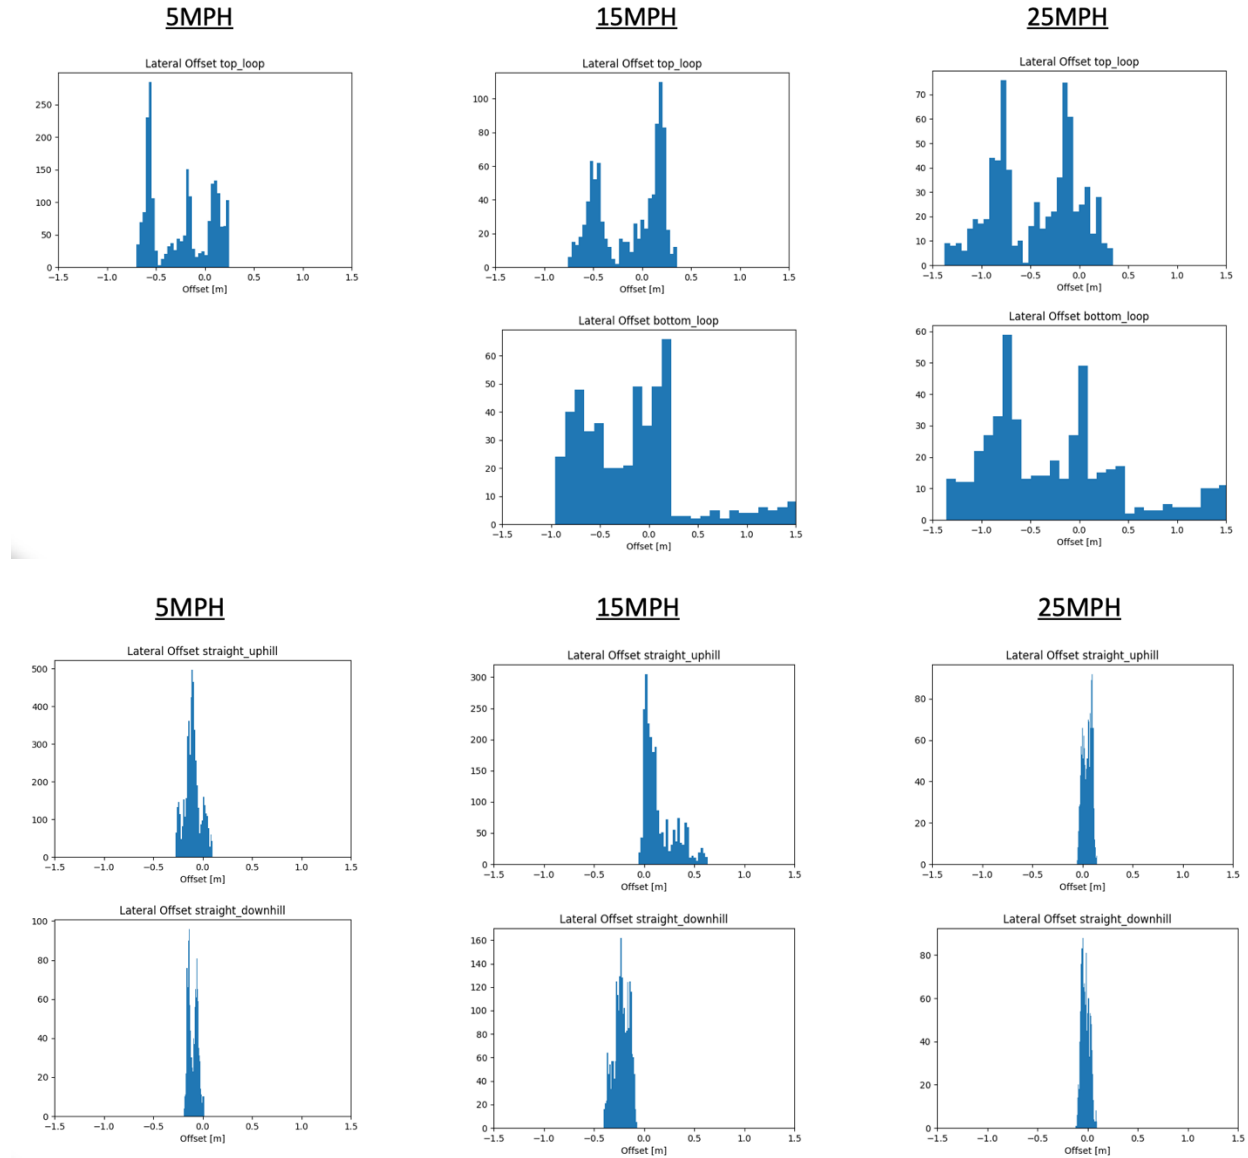 5MPH 15MPH 25MPH
Lateral Offset top_loop
250
200
150
100
50
0
−1.5 −1.0 −0.5 0.0 0.5 1.0 1.5
Offset [m]
Lateral Offset top_loop
100
80
60
40
20
0
−1.5 −1.0 −0.5 0.0 0.5 1.0 1.5
Offset [m]
Lateral Offset top_loop
70
60
50
40
30
20
10
0
−1.5 −1.0 −0.5 0.0 0.5 1.0 1.5
Offset [m]
Lateral Offset bottom_loop
60
50
40
30
20
10
0
−1.5 −1.0 −0.5 0.0 0.5 1.0 1.5
Offset [m]
Lateral Offset bottom_loop
60
50
40
30
20
10
0
−1.5 −1.0 −0.5 0.0 0.5 1.0 1.5
Offset [m]
5MPH 15MPH 25MPH
Lateral Offset straight_uphill
500
400
300
200
100
0
−1.5 −1.0 −0.5 0.0 0.5 1.0 1.5
Offset [m]
Lateral Offset straight_uphill
300
250
200
150
100
50
0
−1.5 −1.0 −0.5 0.0 0.5 1.0 1.5
Offset [m]
Lateral Offset straight_uphill
80
60
40
20
0
−1.5 −1.0 −0.5 0.0 0.5 1.0 1.5
Offset [m]
Lateral Offset straight_downhill
100
80
60
40
20
0
−1.5 −1.0 −0.5 0.0 0.5 1.0 1.5
Offset [m]
Lateral Offset straight_downhill
160
140
120
100
80
60
40
20
0
−1.5 −1.0 −0.5 0.0 0.5 1.0 1.5
Offset [m]
Lateral Offset straight_downhill
80
60
40
20
0
−1.5 −1.0 −0.5 0.0 0.5 1.0 1.5
Offset [m]